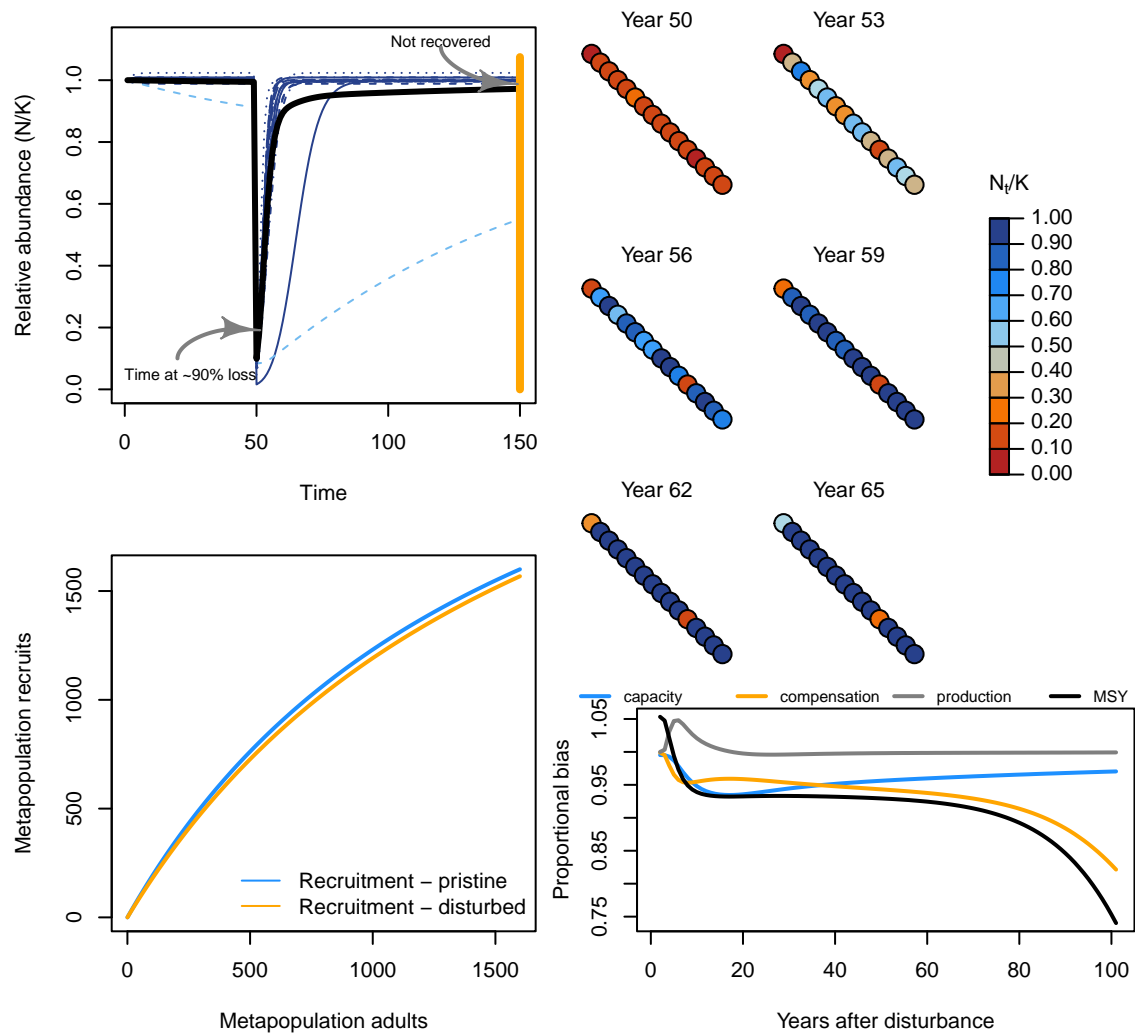 Not recovered
Time at ~90% loss
Relative abundance (N/K)
0.0
0.2
0.4
0.6
0.8
1.0
0
50
100
150
Time
Year 50
Year 53
Year 56
Year 59
Year 62
Year 65
Nt/K
1.00
0.90
0.80
0.70
0.60
0.50
0.40
0.30
0.20
0.10
0.00
Metapopulation recruits
0
500
1000
1500
Recruitment − pristine
Recruitment − disturbed
0
500
1000
1500
Metapopulation adults
capacity
compensation
production
MSY
Proportional bias
0.75
0.85
0.95
1.05
0
20
40
60
80
100
Years after disturbance